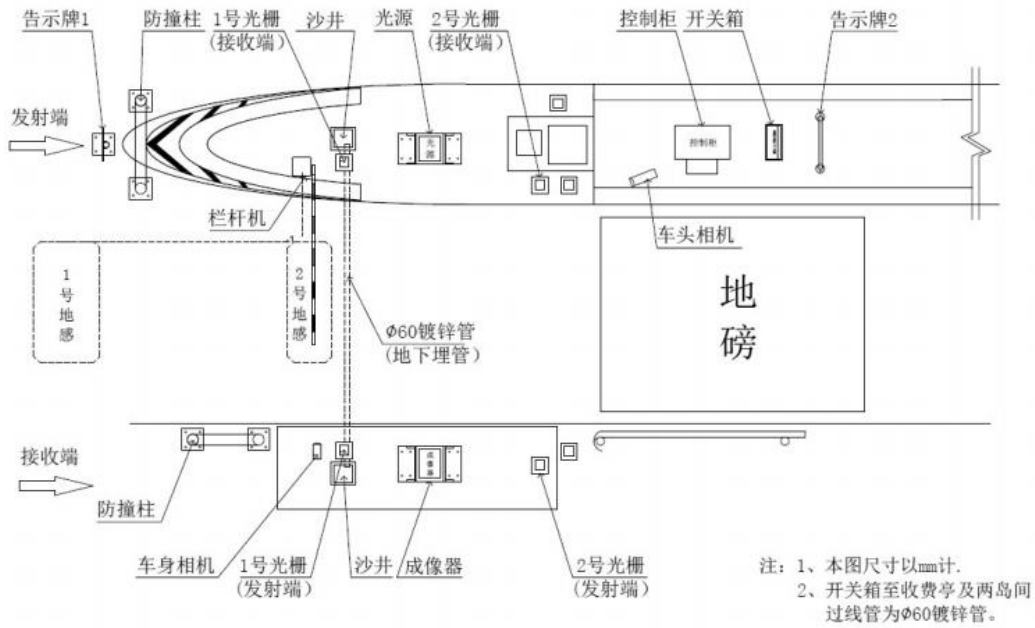 告示牌1
防撞柱
1号光栅
(接收端)
沙井
光源
2号光栅
(接收端)
控制柜
开关箱
告示牌2
发射端
光源
控制柜
栏杆机
车头相机
1号地感
2号地感
地磅
Φ60镀锌管
(地下埋管)
接收端
成像器
防撞柱
车身相机
1号光栅
(发射端)
沙井
成像器
2号光栅
(发射端)
注：1、本图尺寸以mm计.
2、开关箱至收费亭及两岛间
过线管为Φ60镀锌管。